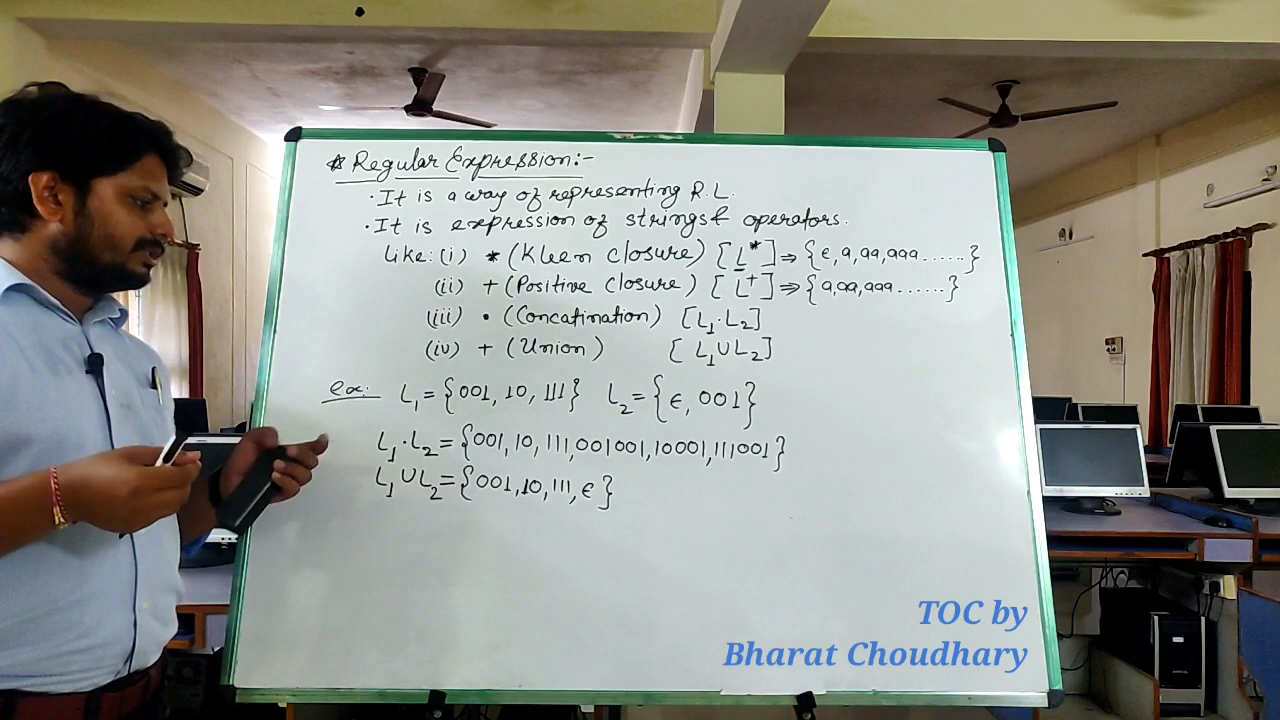 * Regular Expression:-
· It is a way of representing R.L.
· It is expression of strings & operators.
Like: (i) * (Kleen closure) [L*] ⇒ {ϵ, a, aa, aaa ......}
(ii) + (Positive closure) [L⁺] ⇒ {a, aa, aaa ......}
(iii) • (Concatination) [L₁·L₂]
(iv) + (Union) [L₁∪L₂]
ex: L₁ = {001, 10, 111} L₂ = {ϵ, 001}
L₁·L₂ = {001, 10, 111, 001001, 10001, 111001}
L₁∪L₂ = {001, 10, 111, ϵ}
TOC by
Bharat Choudhary